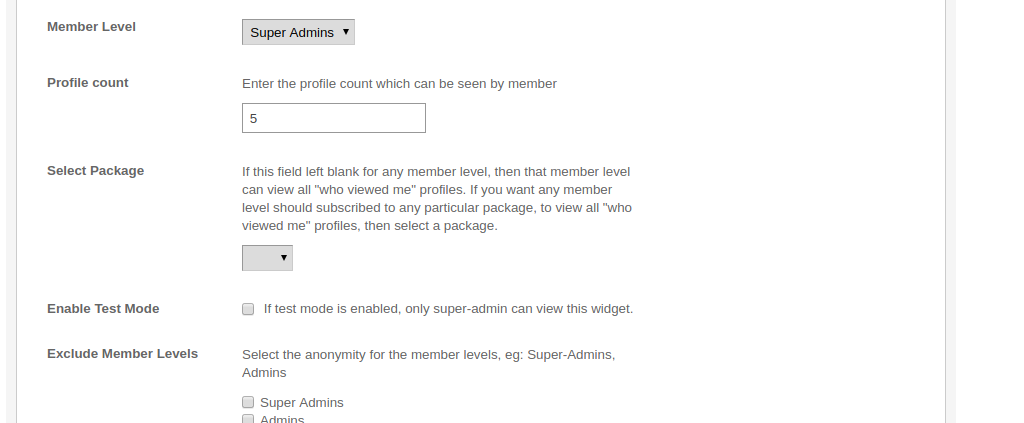 Member Level
Super Admins
Profile count
Enter the profile count which can be seen by member
5
Select Package
If this field left blank for any member level, then that member level
can view all "who viewed me" profiles. If you want any member
level should subscribed to any particular package, to view all "who
viewed me" profiles, then select a package.
Enable Test Mode
If test mode is enabled, only super-admin can view this widget.
Exclude Member Levels
Select the anonymity for the member levels, eg: Super-Admins,
Admins
Super Admins
Admins